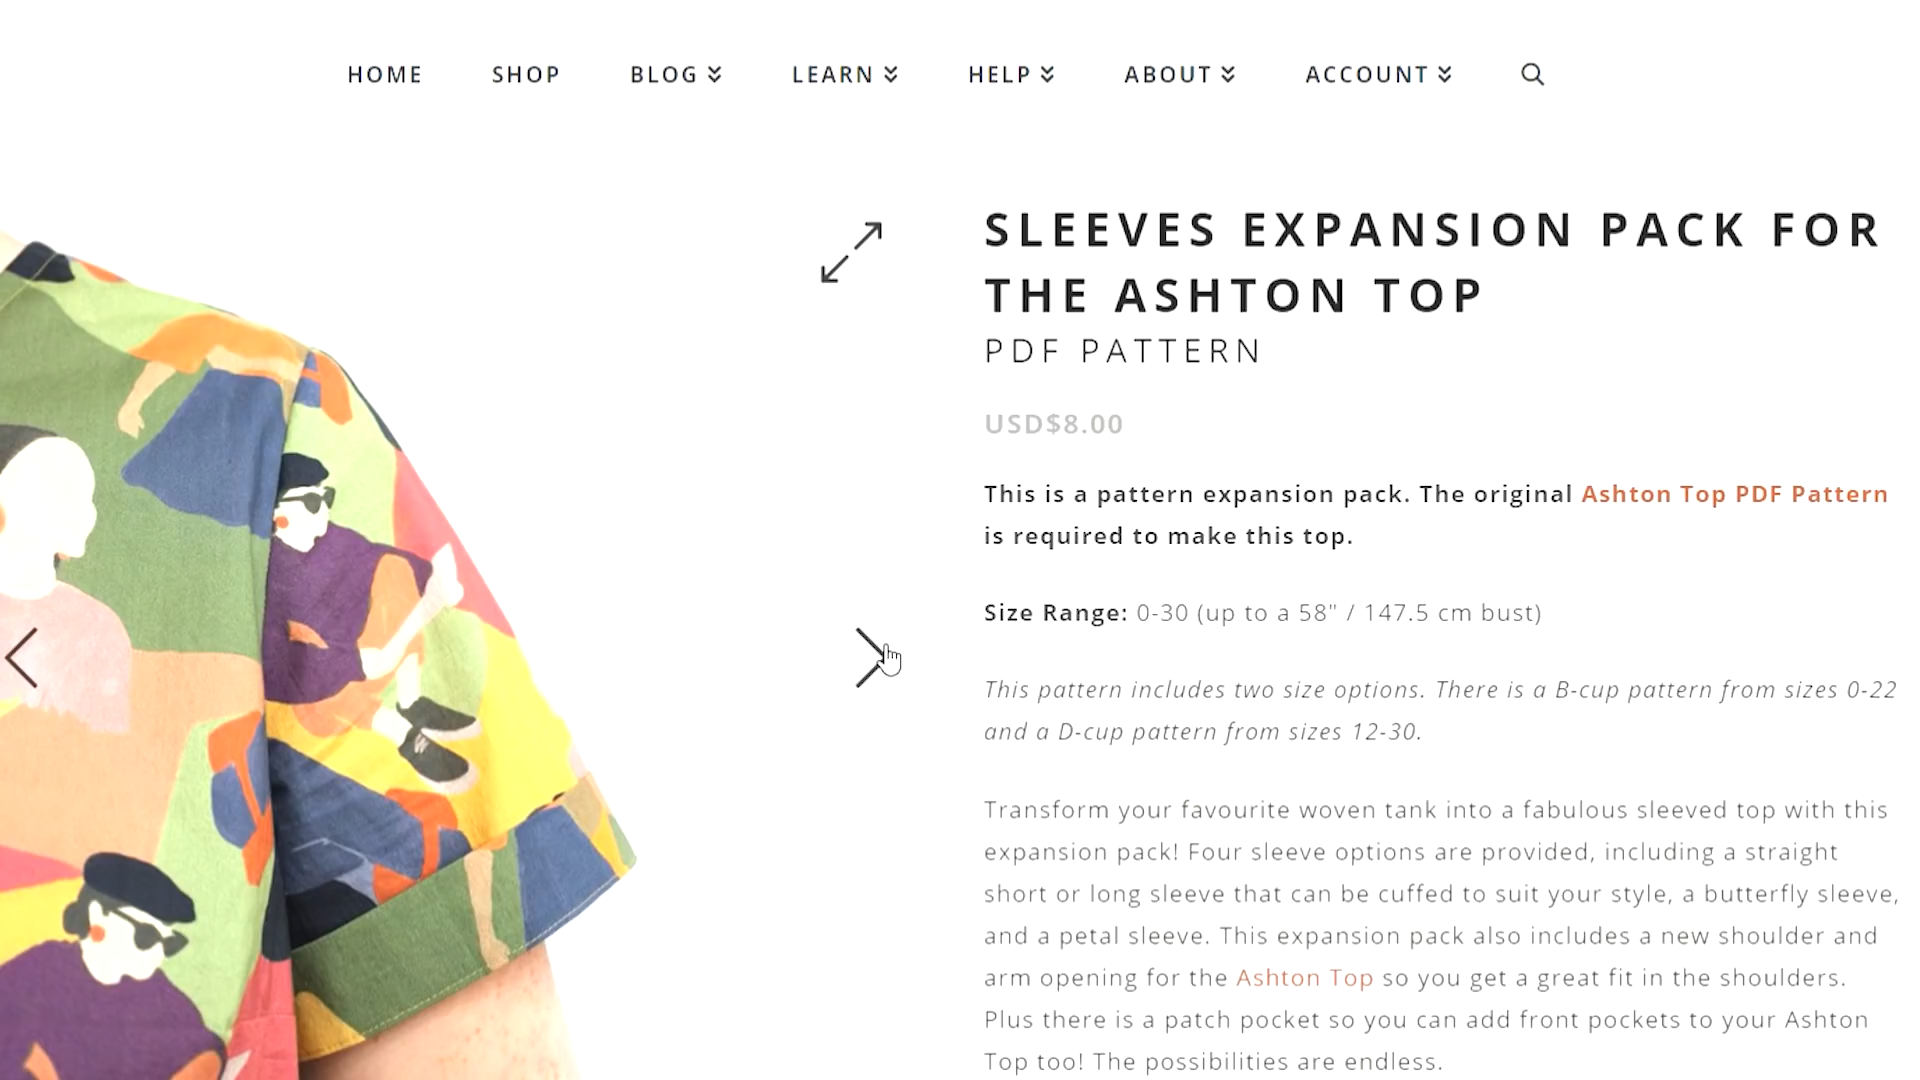 HOME SHOP BLOG LEARN HELP ABOUT ACCOUNT
SLEEVES EXPANSION PACK FOR
THE ASHTON TOP
PDF PATTERN
USD$8.00
This is a pattern expansion pack. The original Ashton Top PDF Pattern
is required to make this top.
Size Range: 0-30 (up to a 58" / 147.5 cm bust)
This pattern includes two size options. There is a B-cup pattern from sizes 0-22
and a D-cup pattern from sizes 12-30.
Transform your favourite woven tank into a fabulous sleeved top with this
expansion pack! Four sleeve options are provided, including a straight
short or long sleeve that can be cuffed to suit your style, a butterfly sleeve,
and a petal sleeve. This expansion pack also includes a new shoulder and
arm opening for the Ashton Top so you get a great fit in the shoulders.
Plus there is a patch pocket so you can add front pockets to your Ashton
Top too! The possibilities are endless.